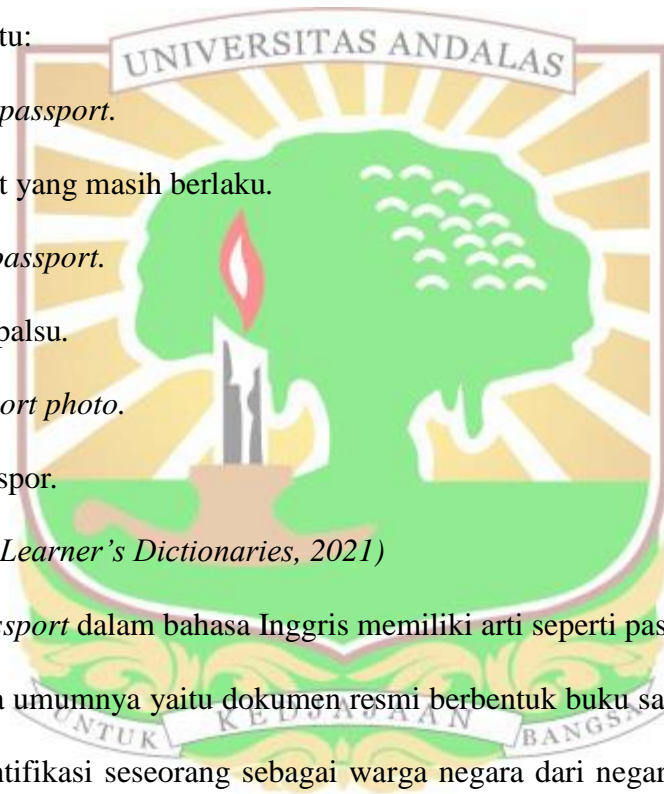 tu:
UNIVERSITAS ANDALAS
passport.
t yang masih berlaku.
passport.
palsu.
ort photo.
spor.
Learner's Dictionaries, 2021)
ssport dalam bahasa Inggris memiliki arti seperti pas
a umumnya yaitu dokumen resmi berbentuk buku sa
UNTUK KEDJAJAAN BANGSA
ntifikasi seseorang sebagai warga negara dari negar